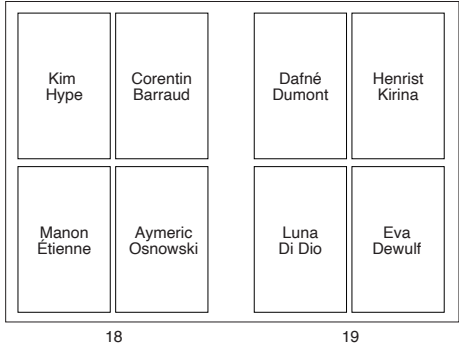 Kim
Hype
Corentin
Barraud
Dafné
Dumont
Henrist
Kirina
Manon
Étienne
Aymeric
Osnowski
Luna
Di Dio
Eva
Dewulf
18
19